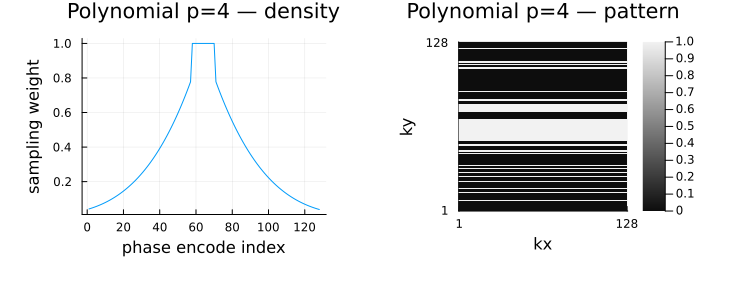 Polynomial p=4 — density
1.0
0.8
0.6
0.4
0.2
sampling weight
0 20 40 60 80 100 120
phase encode index
Polynomial p=4 — pattern
128
ky
1
1 128
kx
1.0
0.9
0.8
0.7
0.6
0.5
0.4
0.3
0.2
0.1
0